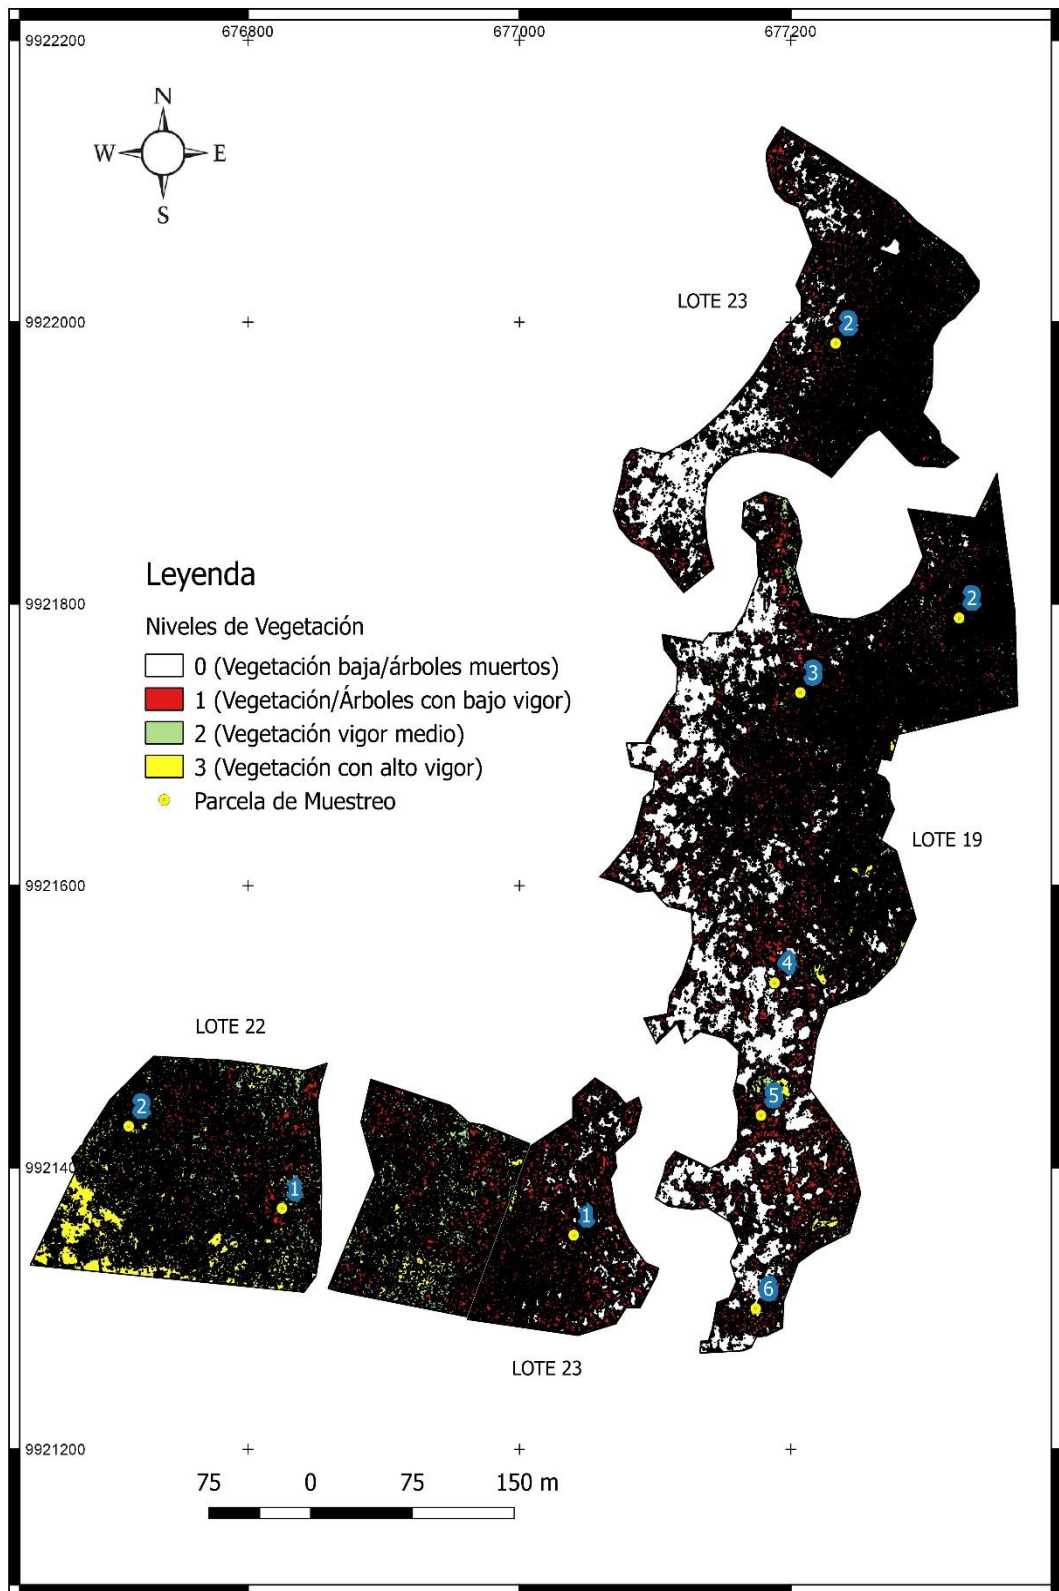 676800 677000 677200
9922200
N
W E
S
LOTE 23
9922000
2
Leyenda
9921800
2
Niveles de Vegetación
0 (Vegetación baja/árboles muertos)
3
1 (Vegetación/Árboles con bajo vigor)
2 (Vegetación vigor medio)
3 (Vegetación con alto vigor)
Parcela de Muestreo
LOTE 19
9921600
4
LOTE 22
5
2
9921400
1
1
6
LOTE 23
9921200
75 0 75 150 m